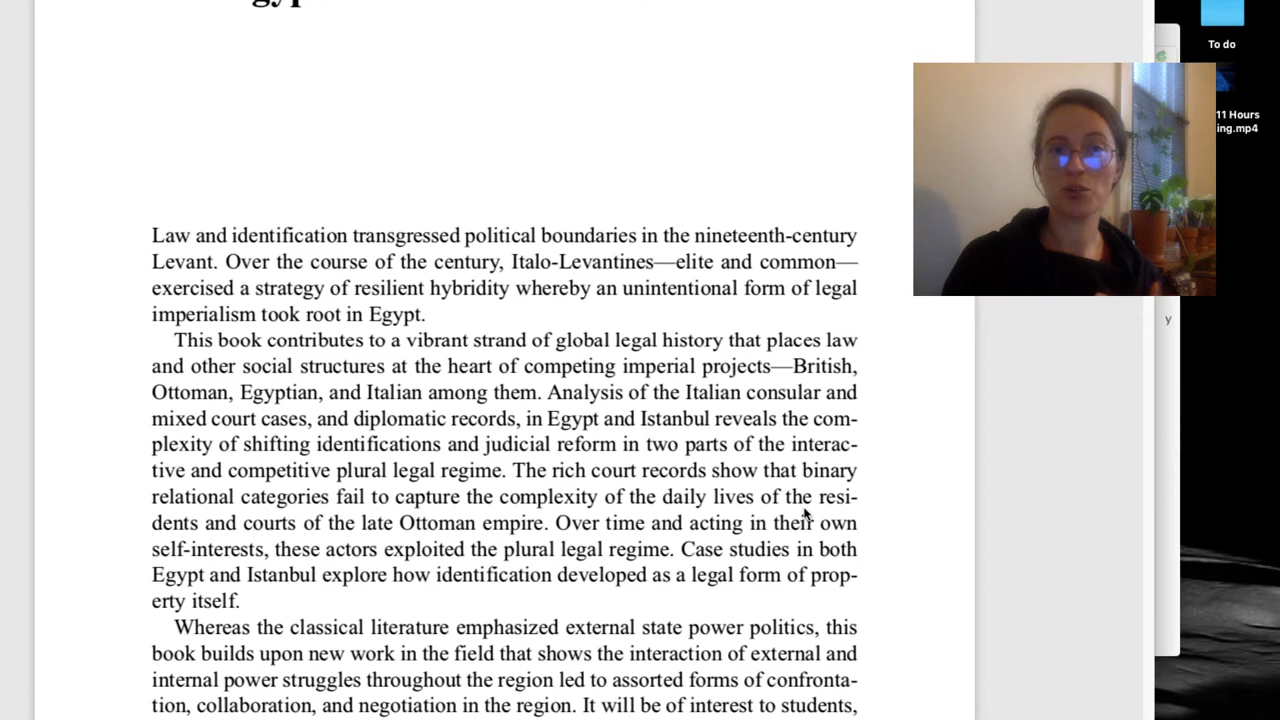 To do
11 Hours
ing.mp4
y
Law and identification transgressed political boundaries in the nineteenth-century
Levant. Over the course of the century, Italo-Levantines—elite and common—
exercised a strategy of resilient hybridity whereby an unintentional form of legal
imperialism took root in Egypt.
This book contributes to a vibrant strand of global legal history that places law
and other social structures at the heart of competing imperial projects—British,
Ottoman, Egyptian, and Italian among them. Analysis of the Italian consular and
mixed court cases, and diplomatic records, in Egypt and Istanbul reveals the com-
plexity of shifting identifications and judicial reform in two parts of the interac-
tive and competitive plural legal regime. The rich court records show that binary
relational categories fail to capture the complexity of the daily lives of the resi-
dents and courts of the late Ottoman empire. Over time and acting in their own
self-interests, these actors exploited the plural legal regime. Case studies in both
Egypt and Istanbul explore how identification developed as a legal form of prop-
erty itself.
Whereas the classical literature emphasized external state power politics, this
book builds upon new work in the field that shows the interaction of external and
internal power struggles throughout the region led to assorted forms of confronta-
tion, collaboration, and negotiation in the region. It will be of interest to students,